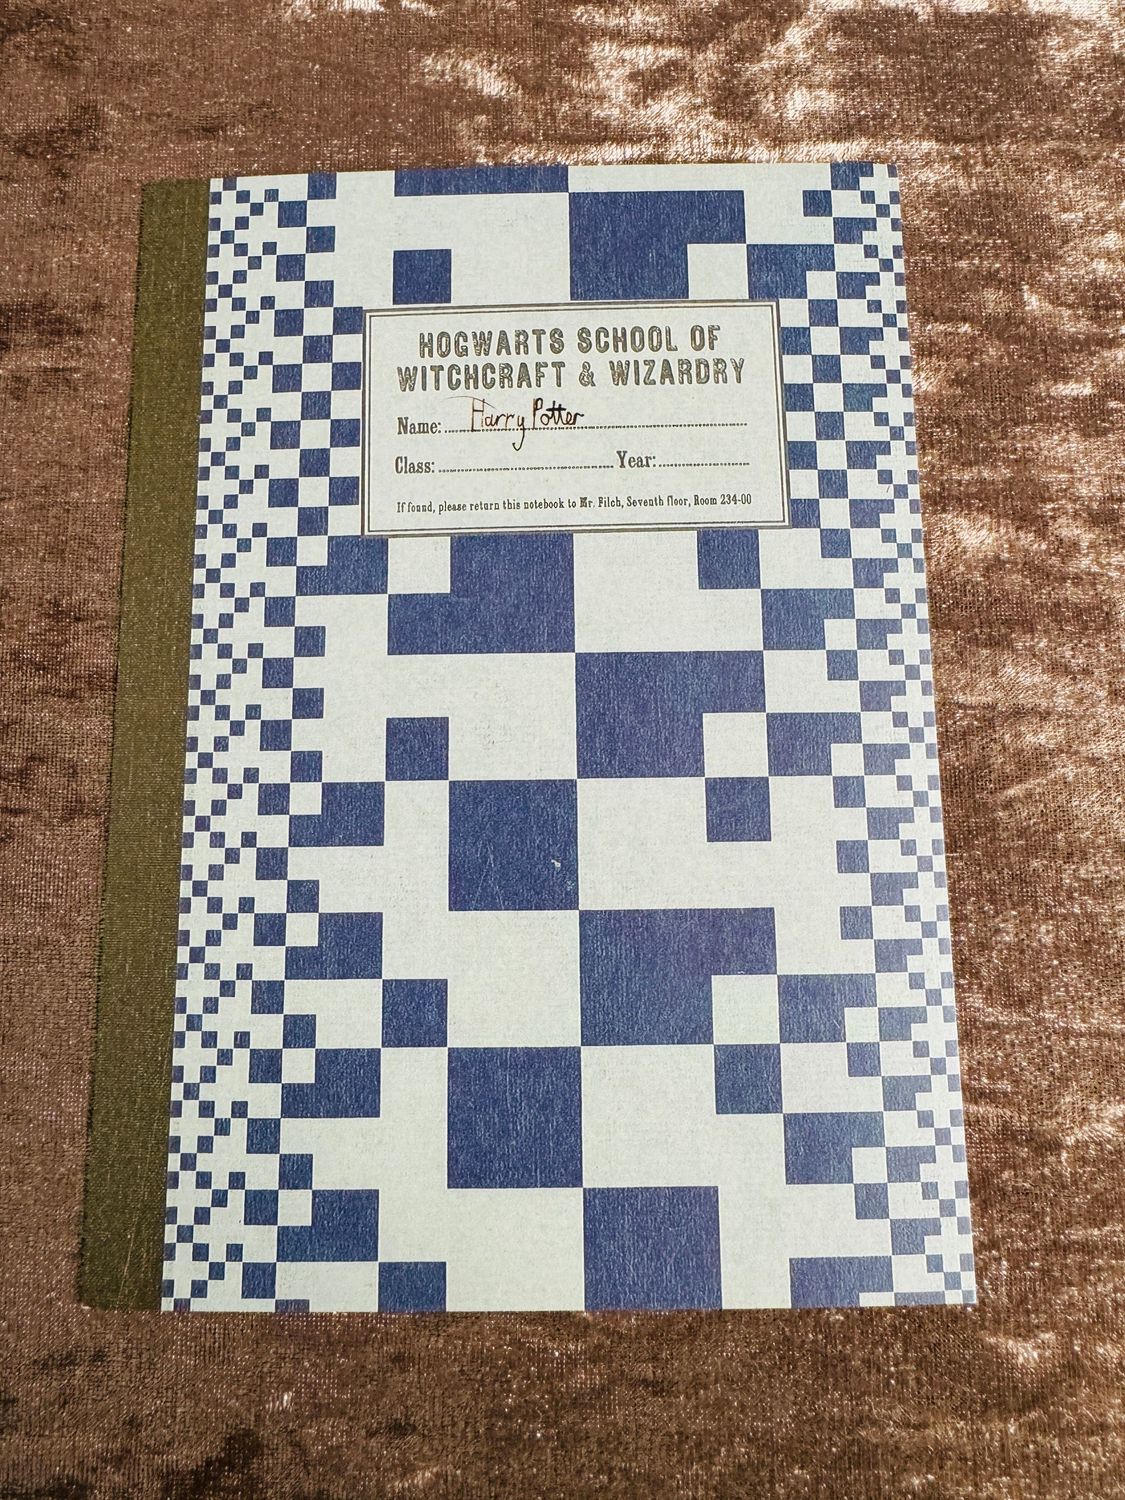 HOGWARTS SCHOOL OF
WITCHCRAFT & WIZARDRY
Name: Harry Potter
Class: Year:
If found, please return this notebook to Mr. Filch, Seventh floor, Room 234-00